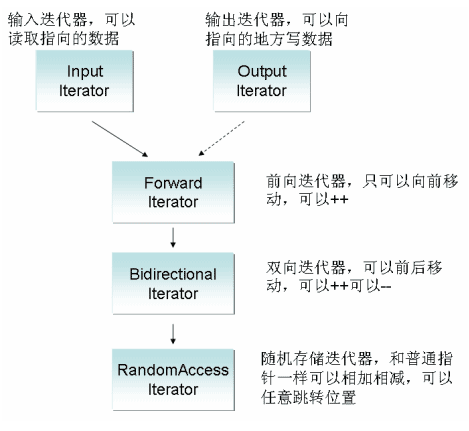 输入迭代器，可以
读取指向的数据
输出迭代器，可以向
指向的地方写数据
Input
Iterator
Output
Iterator
Forward
Iterator
前向迭代器，只可以向前移
动，可以++
Bidirectional
Iterator
双向迭代器，可以前后移
动，可以++可以--
RandomAccess
Iterator
随机存储迭代器，和普通指
针一样可以相加相减，可以
任意跳转位置